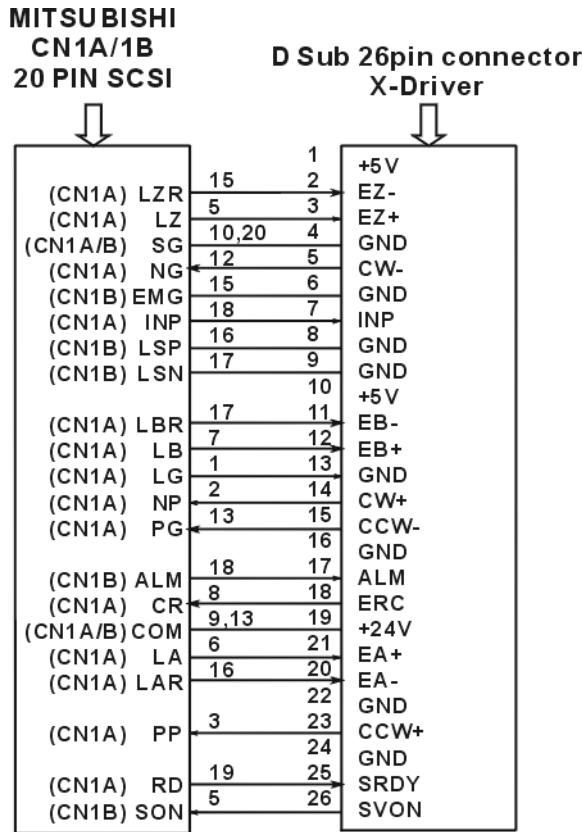 MITSUBISHI
CN1A/1B
20 PIN SCSI
D Sub 26pin connector
X-Driver
1 +5V
(CN1A) LZR 15 2 EZ-
(CN1A) LZ 5 3 EZ+
(CN1A/B) SG 10,20 4 GND
(CN1A) NG 12 5 CW-
(CN1B) EMG 15 6 GND
(CN1A) INP 18 7 INP
(CN1B) LSP 16 8 GND
(CN1B) LSN 17 9 GND
10 +5V
(CN1A) LBR 17 11 EB-
(CN1A) LB 7 12 EB+
(CN1A) LG 1 13 GND
(CN1A) NP 2 14 CW+
(CN1A) PG 13 15 CCW-
16 GND
(CN1B) ALM 18 17 ALM
(CN1A) CR 8 18 ERC
(CN1A/B) COM 9,13 19 +24V
(CN1A) LA 6 21 EA+
(CN1A) LAR 16 20 EA-
22 GND
(CN1A) PP 3 23 CCW+
24 GND
(CN1A) RD 19 25 SRDY
(CN1B) SON 5 26 SVON